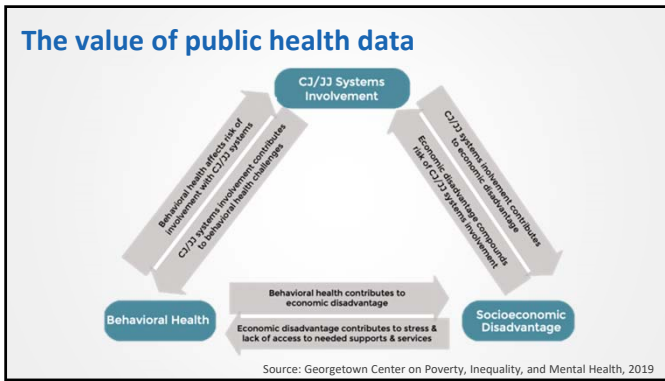 The value of public health data
CJ/JJ Systems
Involvement
Behavioral health affects risk of
involvement with CJ/JJ systems
CJ/JJ systems involvement contributes
to behavioral health challenges
CJ/JJ systems inolvement contributes
to economic disadvantage
Economic disadvantage compounds
risk of CJ/JJ systems involvement
Behavioral health contributes to
economic disadvantage
Behavioral Health
Economic disadvantage contributes to stress &
lack of access to needed supports & services
Socioeconomic
Disadvantage
Source: Georgetown Center on Poverty, Inequality, and Mental Health, 2019